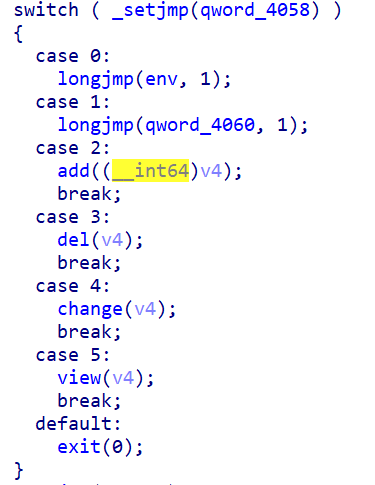 switch ( _setjmp(qword_4058) )
{
case 0:
longjmp(env, 1);
case 1:
longjmp(qword_4060, 1);
case 2:
add((__int64)v4);
break;
case 3:
del(v4);
break;
case 4:
change(v4);
break;
case 5:
view(v4);
break;
default:
exit(0);
}